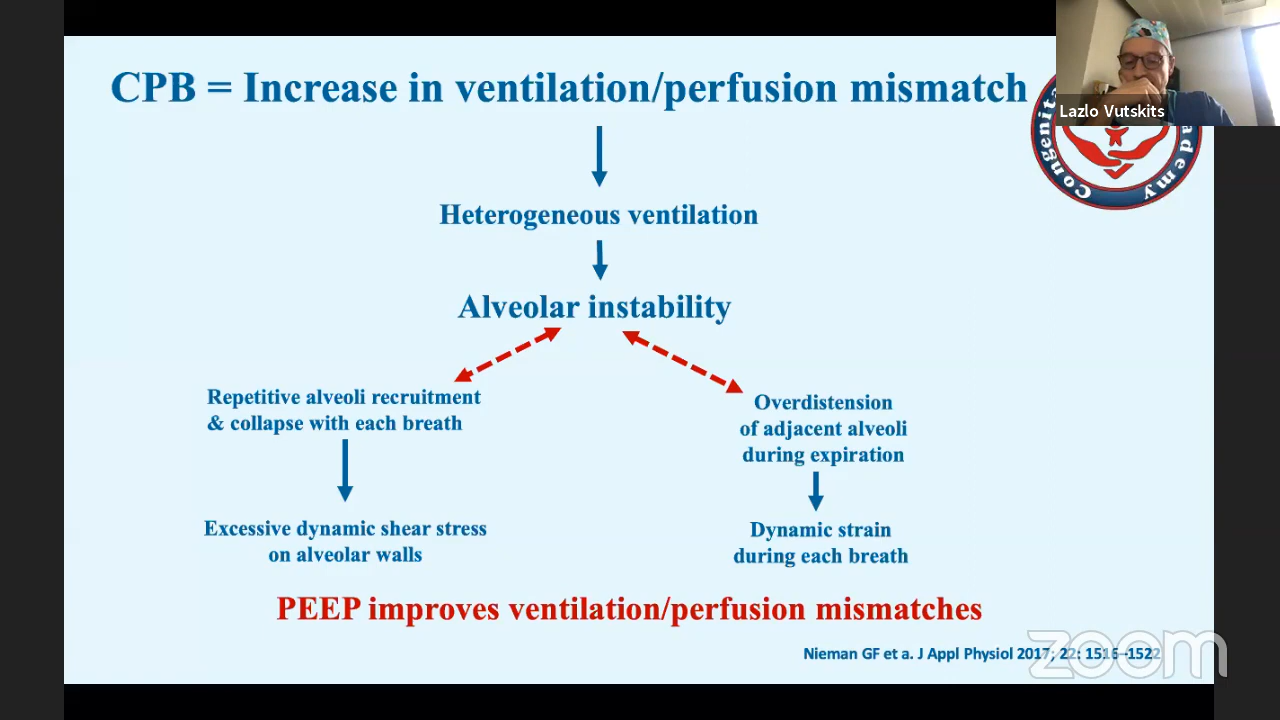 CPB = Increase in ventilation/perfusion mismatch
Lazlo Vutskits
Congenita
ademy
Heterogeneous ventilation
Alveolar instability
Repetitive alveoli recruitment
& collapse with each breath
Overdistension
of adjacent alveoli
during expiration
Excessive dynamic shear stress
on alveolar walls
Dynamic strain
during each breath
PEEP improves ventilation/perfusion mismatches
Nieman GF et a. J Appl Physiol 2017; 22: 1516–1522
zoom